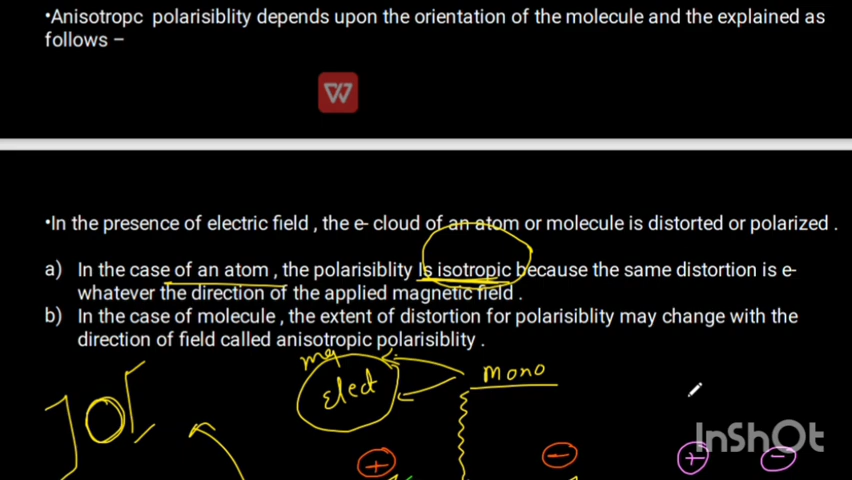 •Anisotropc polarisiblity depends upon the orientation of the molecule and the explained as
follows –
W
•In the presence of electric field , the e- cloud of an atom or molecule is distorted or polarized .
a) In the case of an atom , the polarisiblity Is isotropic because the same distortion is e-
whatever the direction of the applied magnetic field .
b) In the case of molecule , the extent of distortion for polarisiblity may change with the
direction of field called anisotropic polarisiblity .
mag
Elect
mono
+
-
+
-
InShOt